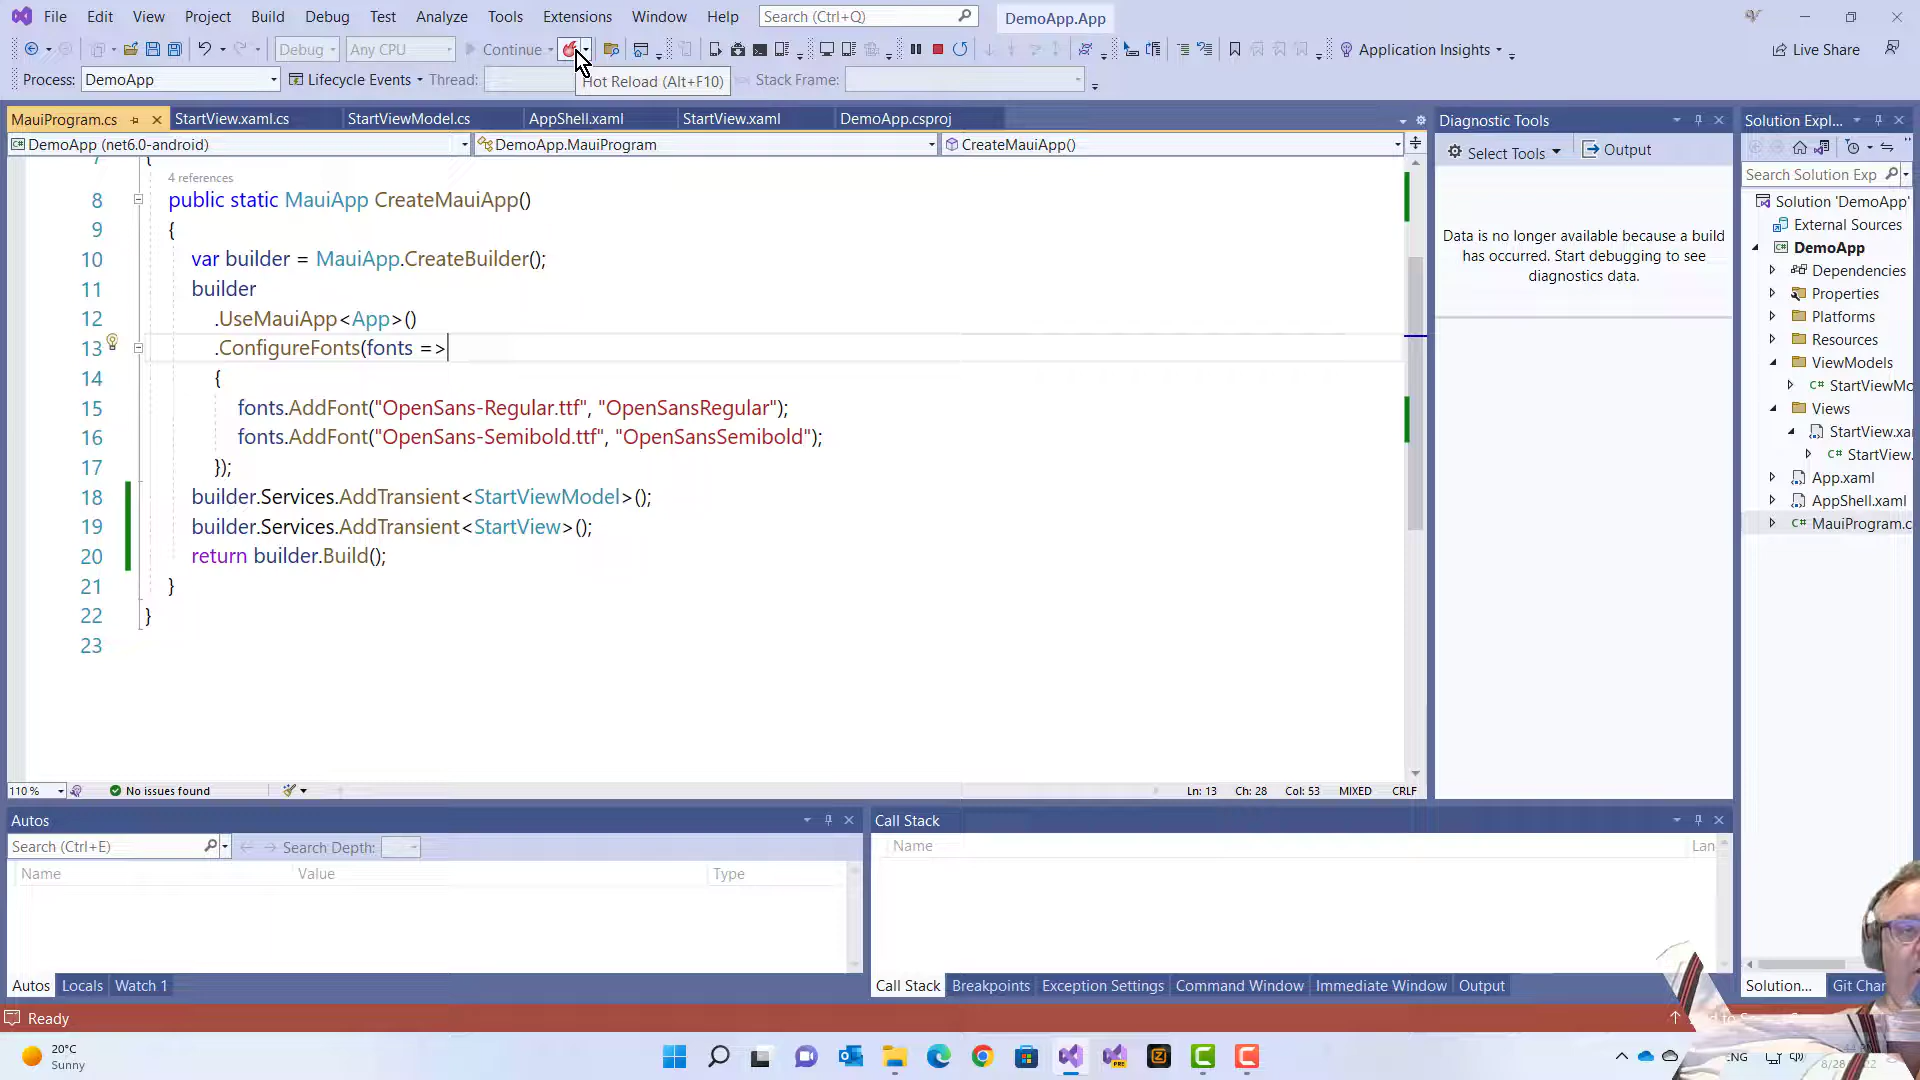 File Edit View Project Build Debug Test Analyze Tools Extensions Window Help Search (Ctrl+Q) DemoApp.App
Debug Any CPU Continue Application Insights Live Share
Process: DemoApp Lifecycle Events Thread: Hot Reload (Alt+F10) Stack Frame:
MauiProgram.cs StartView.xaml.cs StartViewModel.cs AppShell.xaml StartView.xaml DemoApp.csproj
DemoApp (net6.0-android) DemoApp.MauiProgram CreateMauiApp()
7 {
4 references
8 public static MauiApp CreateMauiApp()
9 {
10 var builder = MauiApp.CreateBuilder();
11 builder
12 .UseMauiApp<App>()
13 .ConfigureFonts(fonts =>
14 {
15 fonts.AddFont("OpenSans-Regular.ttf", "OpenSansRegular");
16 fonts.AddFont("OpenSans-Semibold.ttf", "OpenSansSemibold");
17 });
18 builder.Services.AddTransient<StartViewModel>();
19 builder.Services.AddTransient<StartView>();
20 return builder.Build();
21 }
22 }
23
110 % No issues found Ln: 13 Ch: 28 Col: 53 MIXED CRLF
Diagnostic Tools
Select Tools Output
Data is no longer available because a build
has occurred. Start debugging to see
diagnostics data.
Solution Expl...
Search Solution Exp
Solution 'DemoApp'
External Sources
DemoApp
Dependencies
Properties
Platforms
Resources
ViewModels
C# StartViewMo
Views
StartView.xa
C# StartView.
App.xaml
AppShell.xaml
C# MauiProgram.c
Solution... Git Chan
Autos
Search (Ctrl+E) Search Depth:
Name Value Type
Autos Locals Watch 1
Call Stack
Name Lan
Call Stack Breakpoints Exception Settings Command Window Immediate Window Output
Ready
20°C
Sunny
ENG